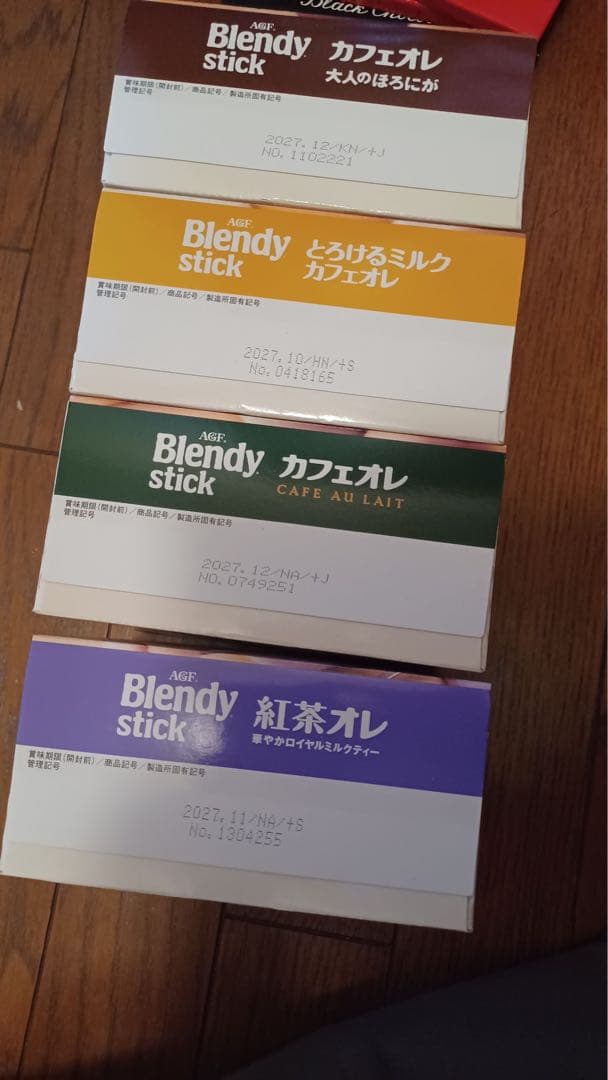 Black Choco
AGF
Blendy
stick
カフェオレ
大人のほろにが
賞味期限(開封前)/商品記号/製造所固有記号
管理記号
2027.12/KN/+J
NO.1102221
AGF
Blendy
stick
とろけるミルク
カフェオレ
賞味期限(開封前)/商品記号/製造所固有記号
管理記号
2027.10/HN/+S
No.0418165
AGF
Blendy
stick
カフェオレ
CAFE AU LAIT
賞味期限(開封前)/商品記号/製造所固有記号
管理記号
2027.12/NA/+J
NO.0749251
AGF
Blendy
stick
紅茶オレ
華やかロイヤルミルクティー
賞味期限(開封前)/商品記号/製造所固有記号
管理記号
2027.11/NA/+S
No.1304255